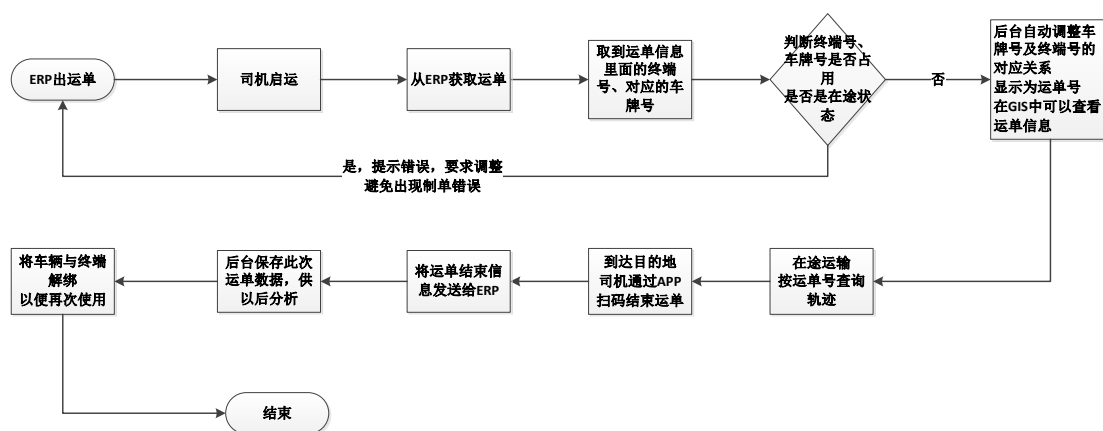 ERP出运单
司机启运
从ERP获取运单
取到运单信息
里面的终端
号、对应的车
牌号
判断终端号、
车牌号是否占
用
是否是在途状
态
否
后台自动调整车
牌号及终端号的
对应关系
显示为运单号
在GIS中可以查看
运单信息
是，提示错误，要求调整
避免出现制单错误
将车辆与终端
解绑
以便再次使用
后台保存此次
运单数据，供
以后分析
将运单结束信
息发送给ERP
到达目的地
司机通过APP
扫码结束运单
在途运输
按运单号查询
轨迹
结束